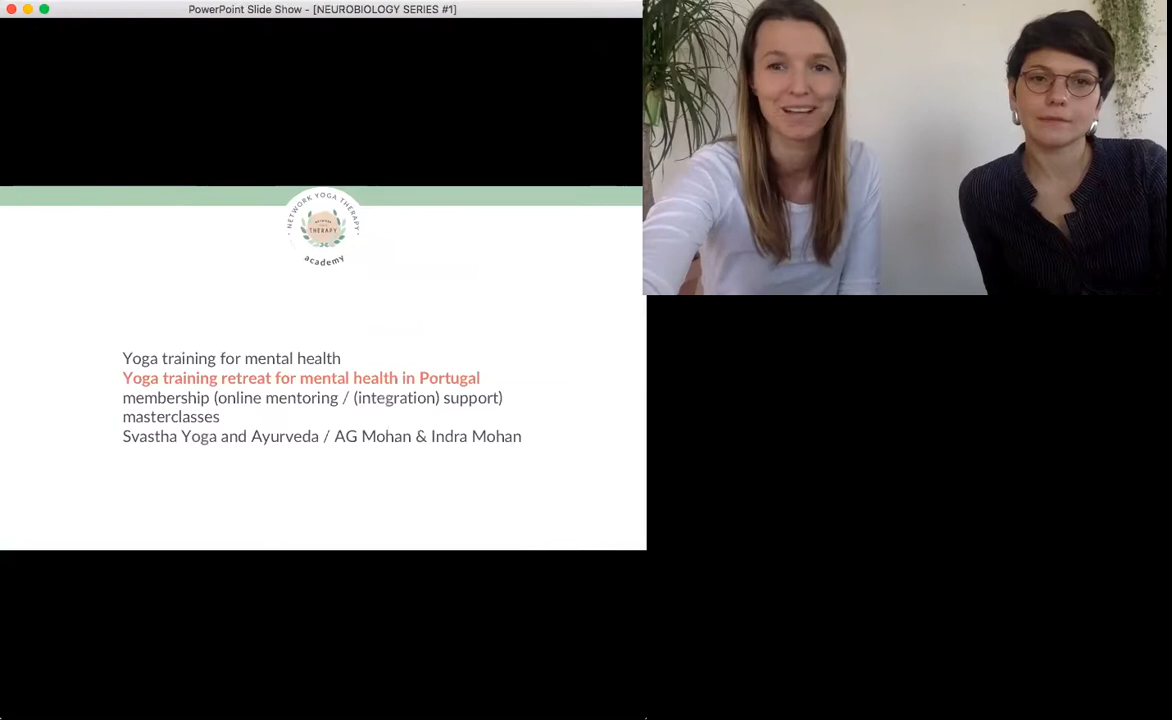 PowerPoint Slide Show - [NEUROBIOLOGY SERIES #1]
NETWORK YOGA THERAPY
NETWORK
THERAPY
academy
Yoga training for mental health
Yoga training retreat for mental health in Portugal
membership (online mentoring / (integration) support)
masterclasses
Svastha Yoga and Ayurveda / AG Mohan & Indra Mohan